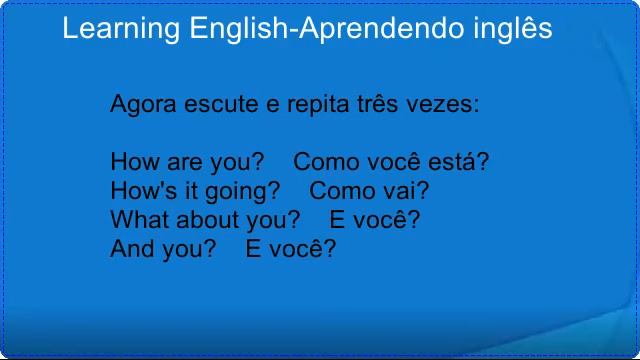 Learning English-Aprendendo inglês
Agora escute e repita três vezes:
How are you? Como você está?
How's it going? Como vai?
What about you? E você?
And you? E você?